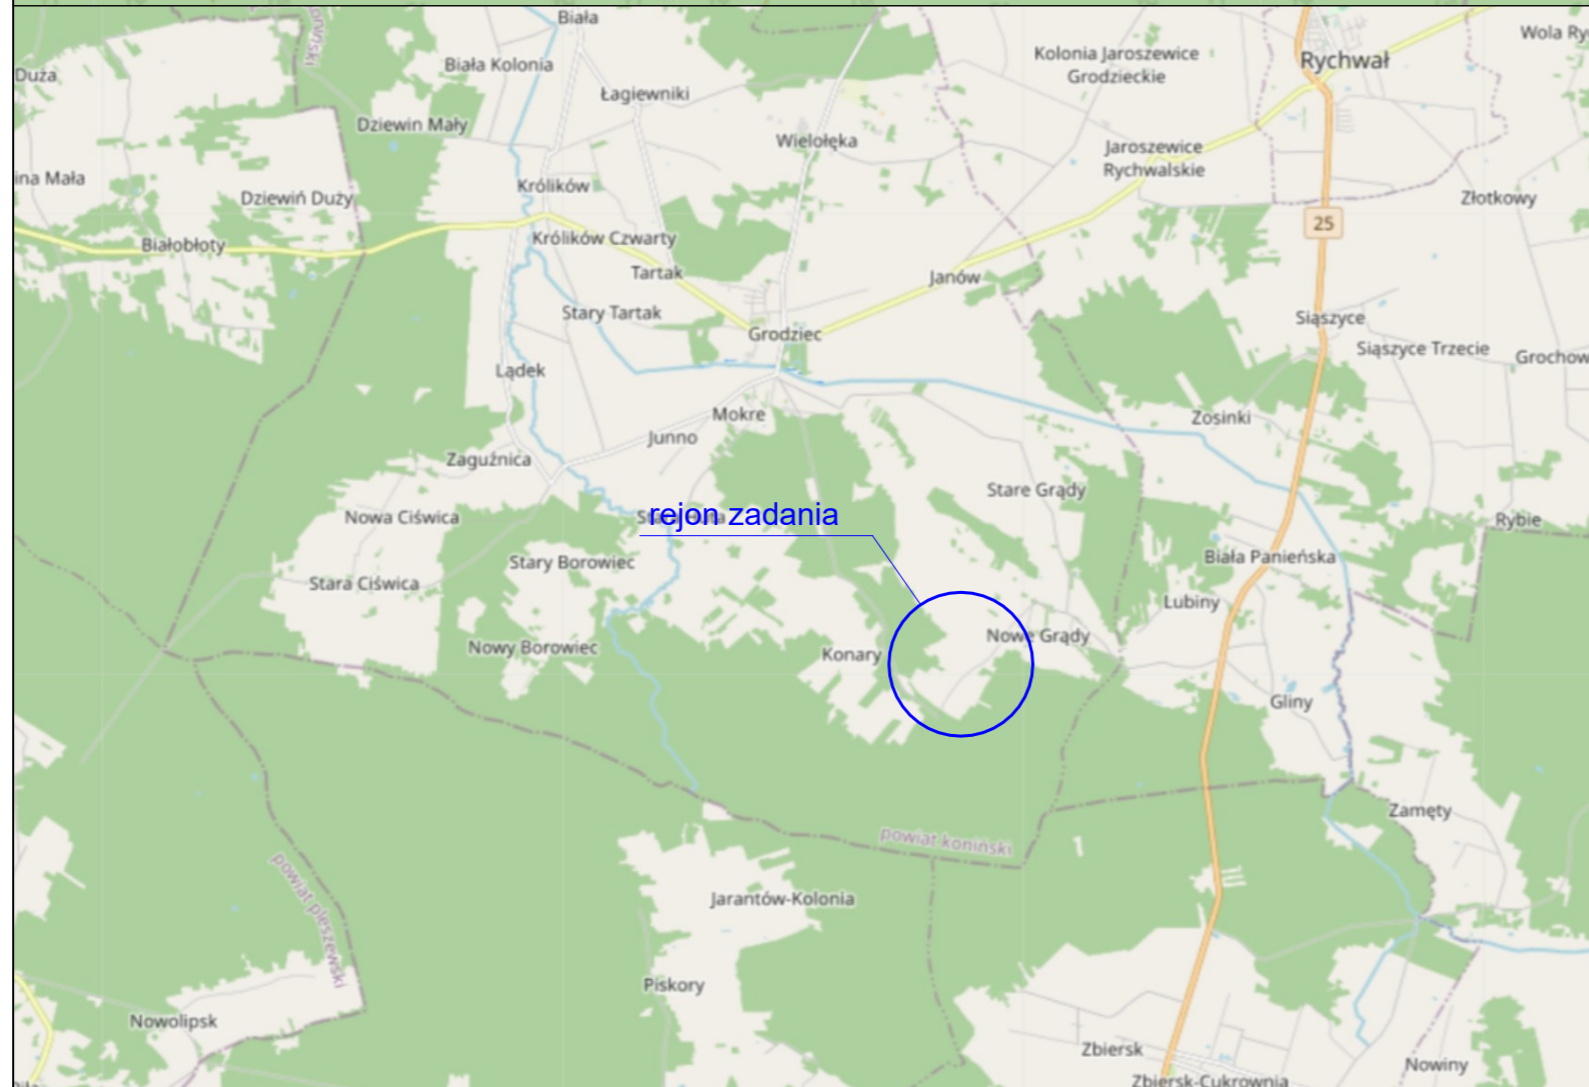 Biała
Wola Ry
Kolonia Jaroszewice
Grodzieckie
Rychwał
Biała Kolonia
Duża
Łagiewniki
Dziewin Mały
Wielołęka
Jaroszewice
Rychwalskie
ina Mała
Królików
Dziewiń Duży
Złotkowy
25
Białobłoty
Królików Czwarty
Tartak
Janów
Stary Tartak
Siąszyce
Grodziec
Siąszyce Trzecie
Grochow
Lądek
Mokre
Zosinki
Junno
Zaguźnica
Stare Grądy
rejon zadania
Nowa Ciświca
Rybie
Stary Borowiec
Biała Panieńska
Stara Ciświca
Lubiny
Nowe Grądy
Nowy Borowiec
Konary
Gliny
Zamęty
powiat koniński
powiat pleszewski
Jarantów-Kolonia
Piskory
Nowolipsk
Zbiersk
Nowiny
Zbiersk-Cukrownia